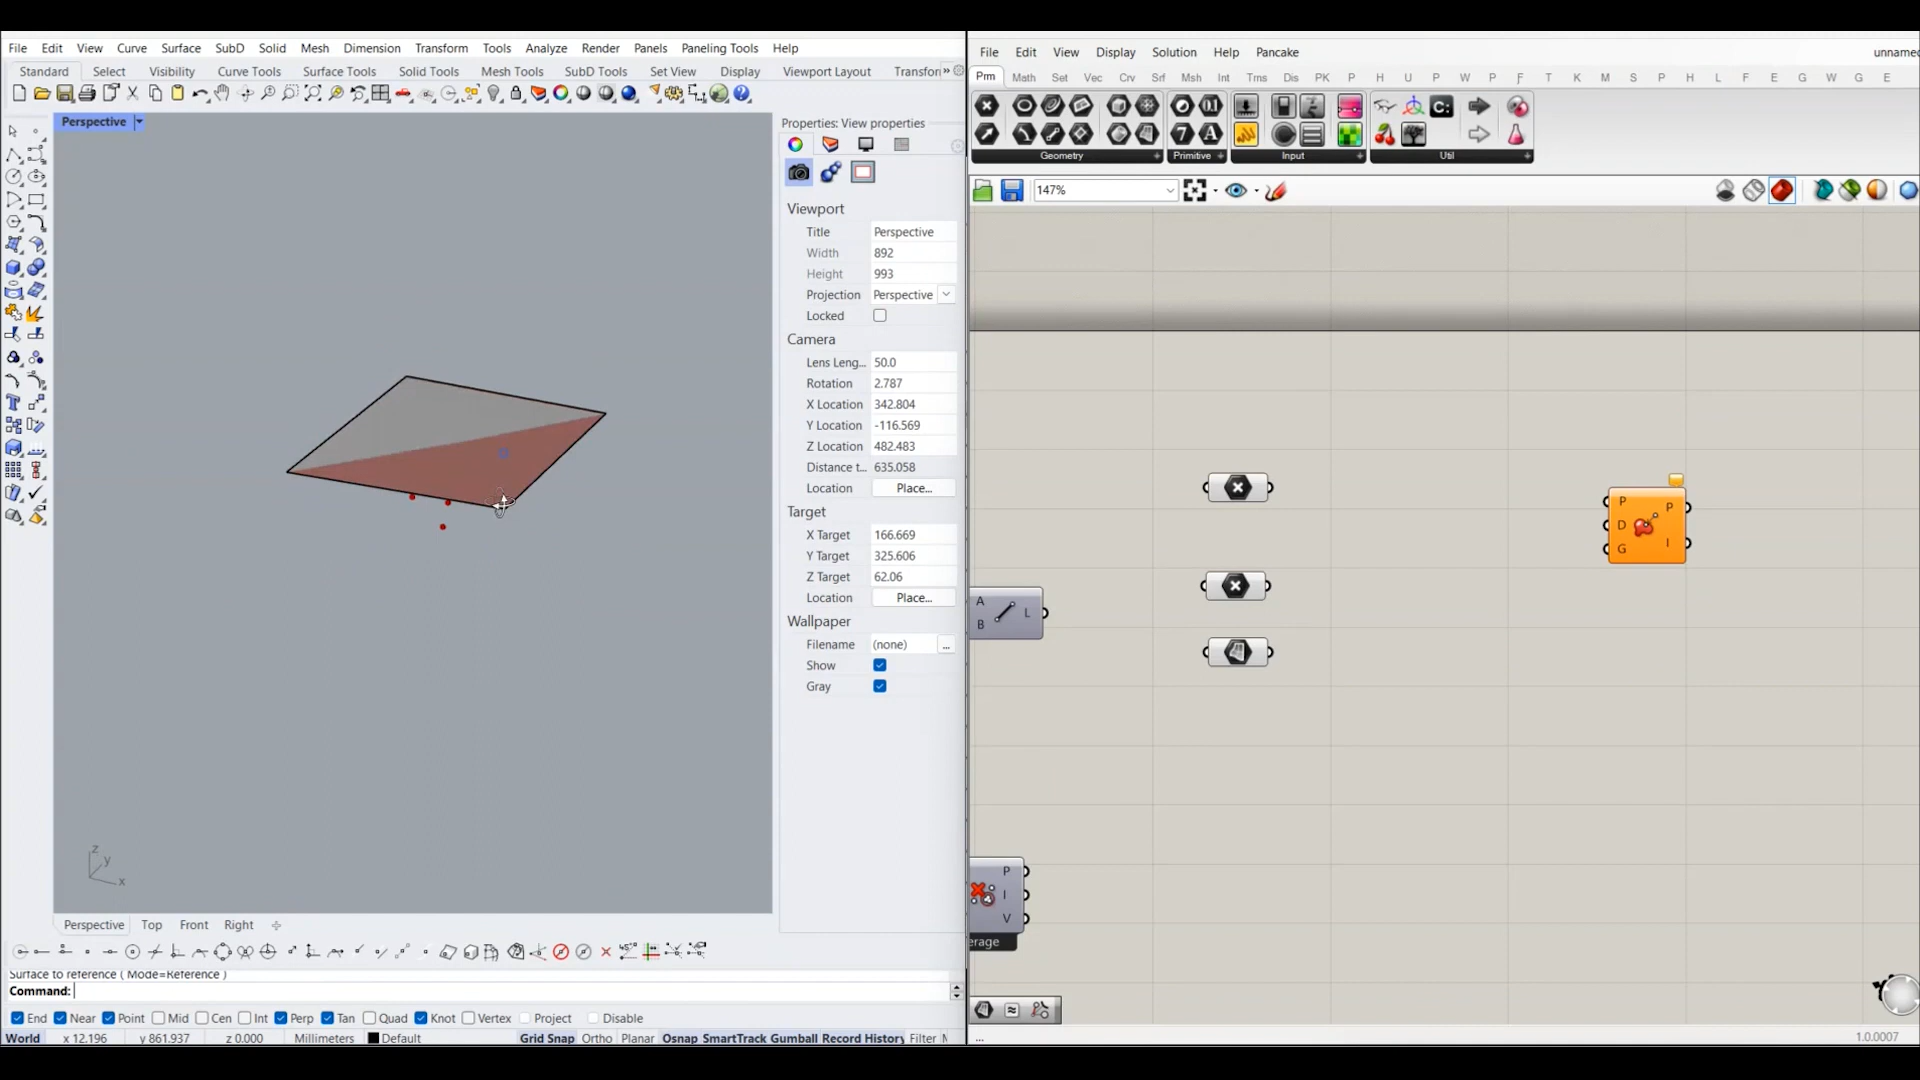 File Edit View Curve Surface SubD Solid Mesh Dimension Transform Tools Analyze Render Panels Paneling Tools Help
Standard Select Visibility Curve Tools Surface Tools Solid Tools Mesh Tools SubD Tools Set View Display Viewport Layout Transforn »
Perspective
z
y
x
Perspective Top Front Right
Surface to reference ( Mode=Reference )
Command:
End Near Point Mid Cen Int Perp Tan Quad Knot Vertex Project Disable
World x 12.196 y 861.937 z 0.000 Millimeters Default Grid Snap Ortho Planar Osnap SmartTrack Gumball Record History Filter
Properties: View properties
Viewport
Title Perspective
Width 892
Height 993
Projection Perspective
Locked
Camera
Lens Leng... 50.0
Rotation 2.787
X Location 342.804
Y Location -116.569
Z Location 482.483
Distance t... 635.058
Location Place...
Target
X Target 166.669
Y Target 325.606
Z Target 62.06
Location Place...
Wallpaper
Filename (none) ...
Show
Gray
File Edit View Display Solution Help Pancake unnamed
Prm Math Set Vec Crv Srf Msh Int Tms Dis PK P H U P W P F T K M S P H L F G W G E
Geometry Primitive Input Util
147%
A
B
L
P
D
G
P
I
P
I
V
erage
...
1.0.0007